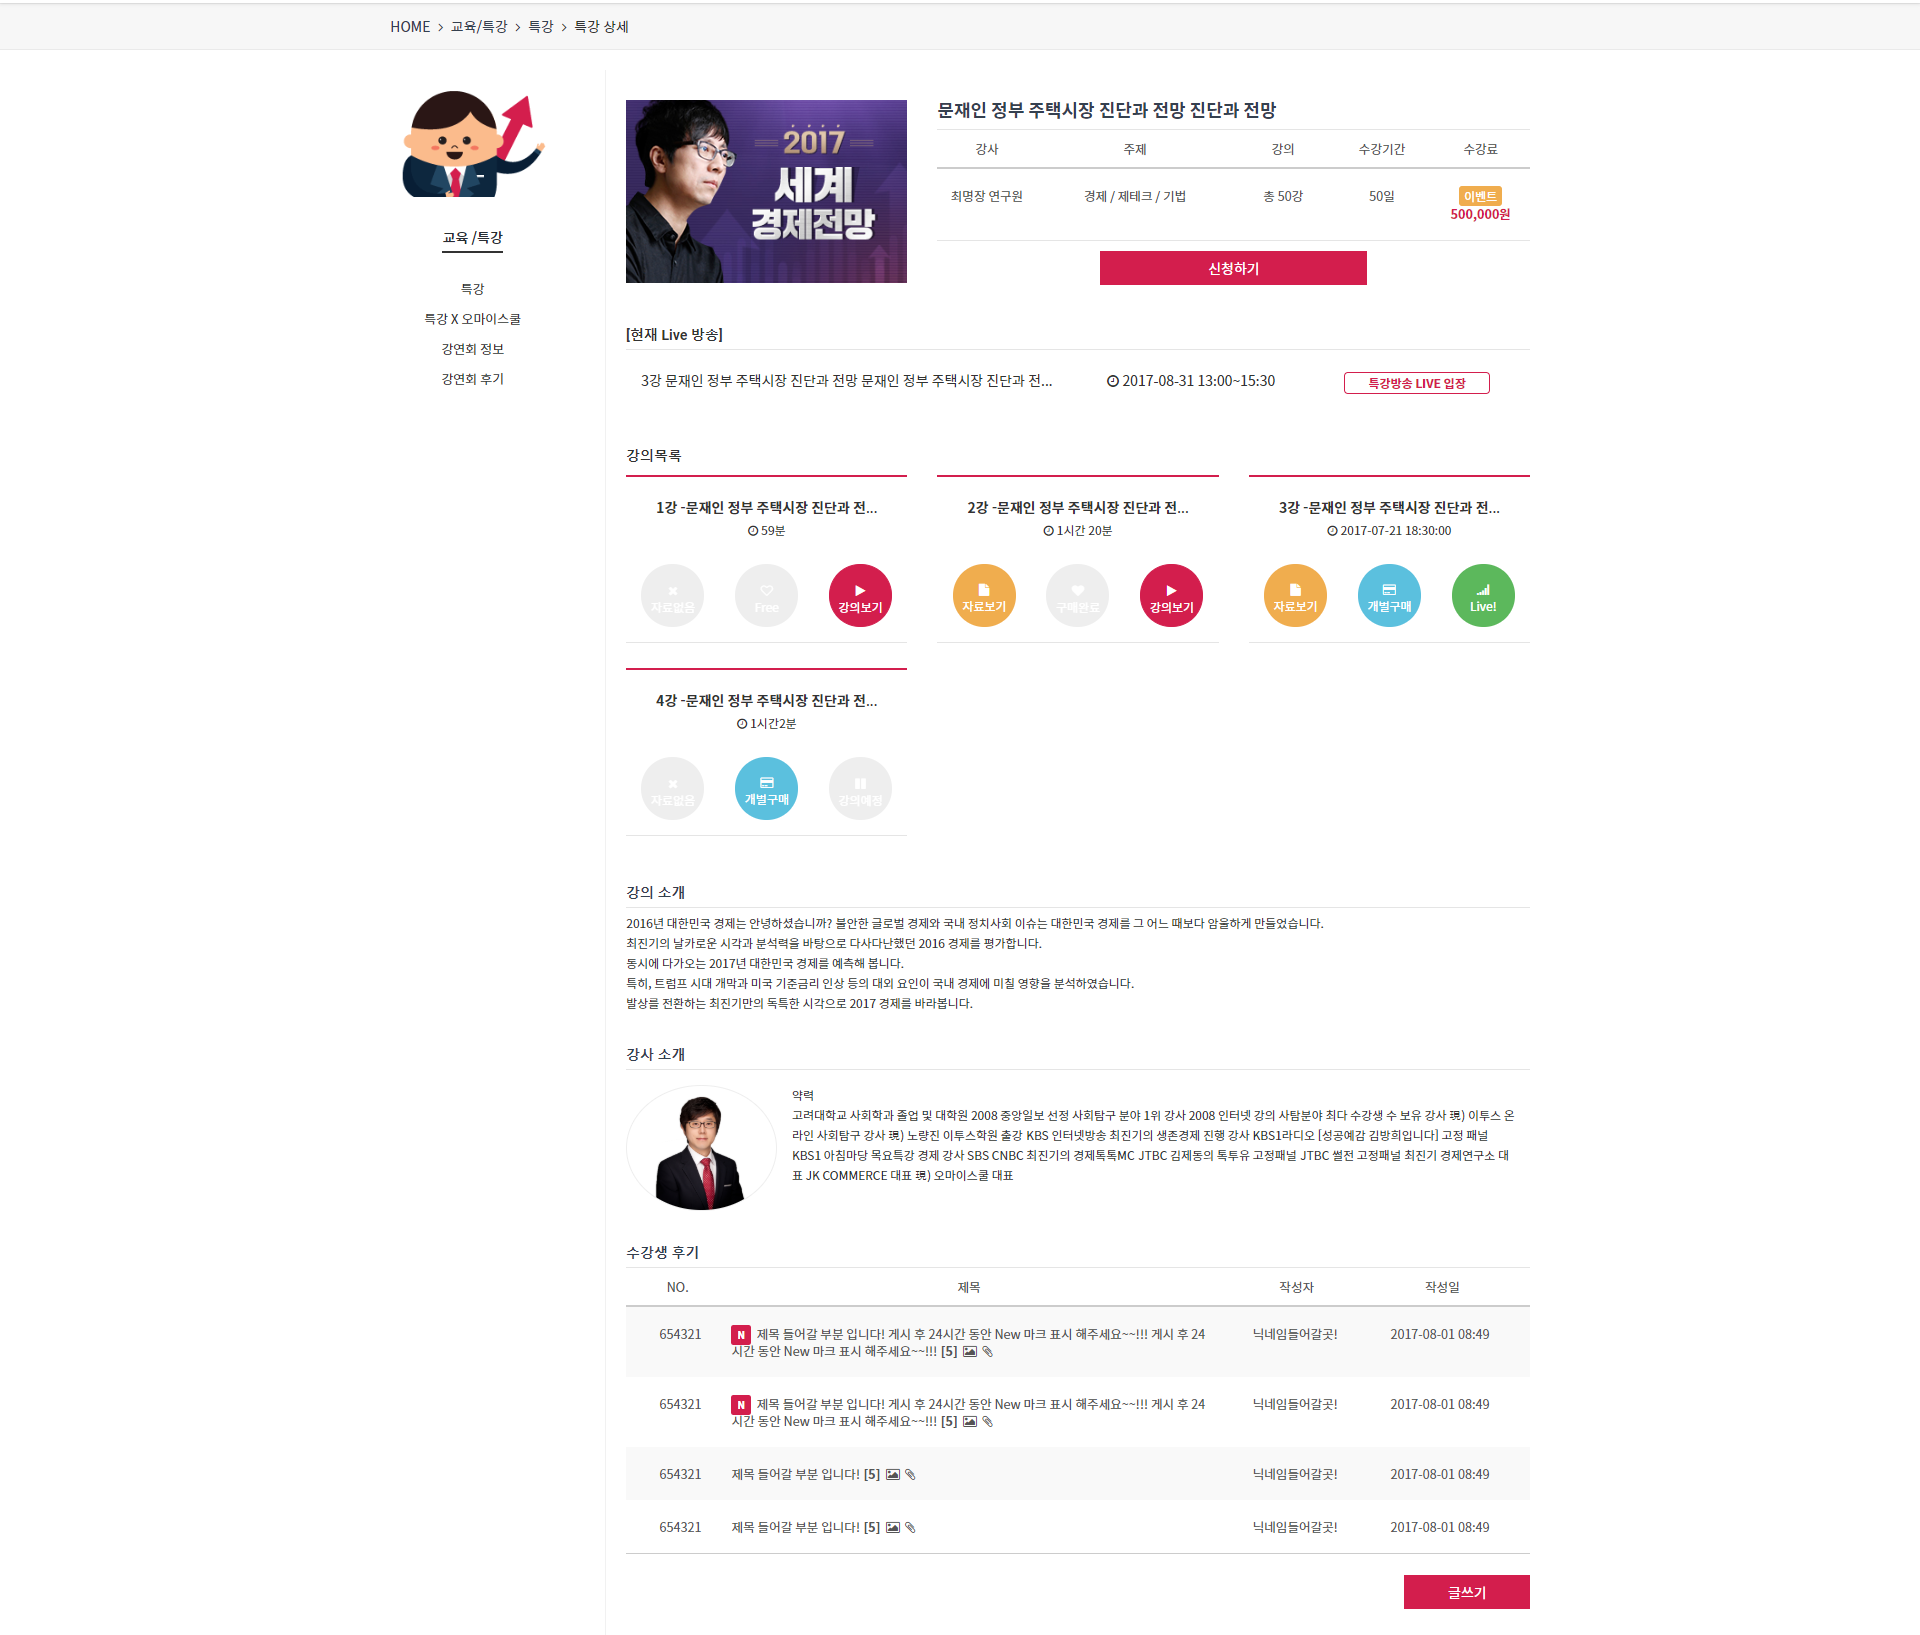 HOME > 교육/특강 > 특강 > 특강 상세
교육 /특강
특강
특강 X 오마이스쿨
강연회 정보
강연회 후기
2017
세계
경제전망
문재인 정부 주택시장 진단과 전망 진단과 전망
강사 주제 강의 수강기간 수강료
최명장 연구원 경제 / 제테크 / 기법 총 50강 50일 이벤트
500,000원
신청하기
[현재 Live 방송]
3강 문재인 정부 주택시장 진단과 전망 문재인 정부 주택시장 진단과 전... 2017-08-31 13:00~15:30 특강방송 LIVE 입장
강의목록
1강 -문재인 정부 주택시장 진단과 전...
59분
자료없음 Free 강의보기
2강 -문재인 정부 주택시장 진단과 전...
1시간 20분
자료보기 구매완료 강의보기
3강 -문재인 정부 주택시장 진단과 전...
2017-07-21 18:30:00
자료보기 개별구매 Live!
4강 -문재인 정부 주택시장 진단과 전...
1시간2분
자료없음 개별구매 강의예정
강의 소개
2016년 대한민국 경제는 안녕하셨습니까? 불안한 글로벌 경제와 국내 정치사회 이슈는 대한민국 경제를 그 어느 때보다 암울하게 만들었습니다.
최진기의 날카로운 시각과 분석력을 바탕으로 다사다난했던 2016 경제를 평가합니다.
동시에 다가오는 2017년 대한민국 경제를 예측해 봅니다.
특히, 트럼프 시대 개막과 미국 기준금리 인상 등의 대외 요인이 국내 경제에 미칠 영향을 분석하였습니다.
발상를 전환하는 최진기만의 독특한 시각으로 2017 경제를 바라봅니다.
강사 소개
약력
고려대학교 사회학과 졸업 및 대학원 2008 중앙일보 선정 사회탐구 분야 1위 강사 2008 인터넷 강의 사탐분야 최다 수강생 수 보유 강사 現) 이투스 온
라인 사회탐구 강사 現) 노량진 이투스학원 출강 KBS 인터넷방송 최진기의 생존경제 진행 강사 KBS1라디오 [성공예감 김방희입니다] 고정 패널
KBS1 아침마당 목요특강 경제 강사 SBS CNBC 최진기의 경제톡톡MC JTBC 김제동의 톡투유 고정패널 JTBC 썰전 고정패널 최진기 경제연구소 대
표 JK COMMERCE 대표 現) 오마이스쿨 대표
수강생 후기
NO. 제목 작성자 작성일
654321 N 제목 들어갈 부분 입니다! 게시 후 24시간 동안 New 마크 표시 해주세요~~!!! 게시 후 24 닉네임들어갈곳! 2017-08-01 08:49
시간 동안 New 마크 표시 해주세요~~!!! [5]
654321 N 제목 들어갈 부분 입니다! 게시 후 24시간 동안 New 마크 표시 해주세요~~!!! 게시 후 24 닉네임들어갈곳! 2017-08-01 08:49
시간 동안 New 마크 표시 해주세요~~!!! [5]
654321 제목 들어갈 부분 입니다! [5] 닉네임들어갈곳! 2017-08-01 08:49
654321 제목 들어갈 부분 입니다! [5] 닉네임들어갈곳! 2017-08-01 08:49
글쓰기